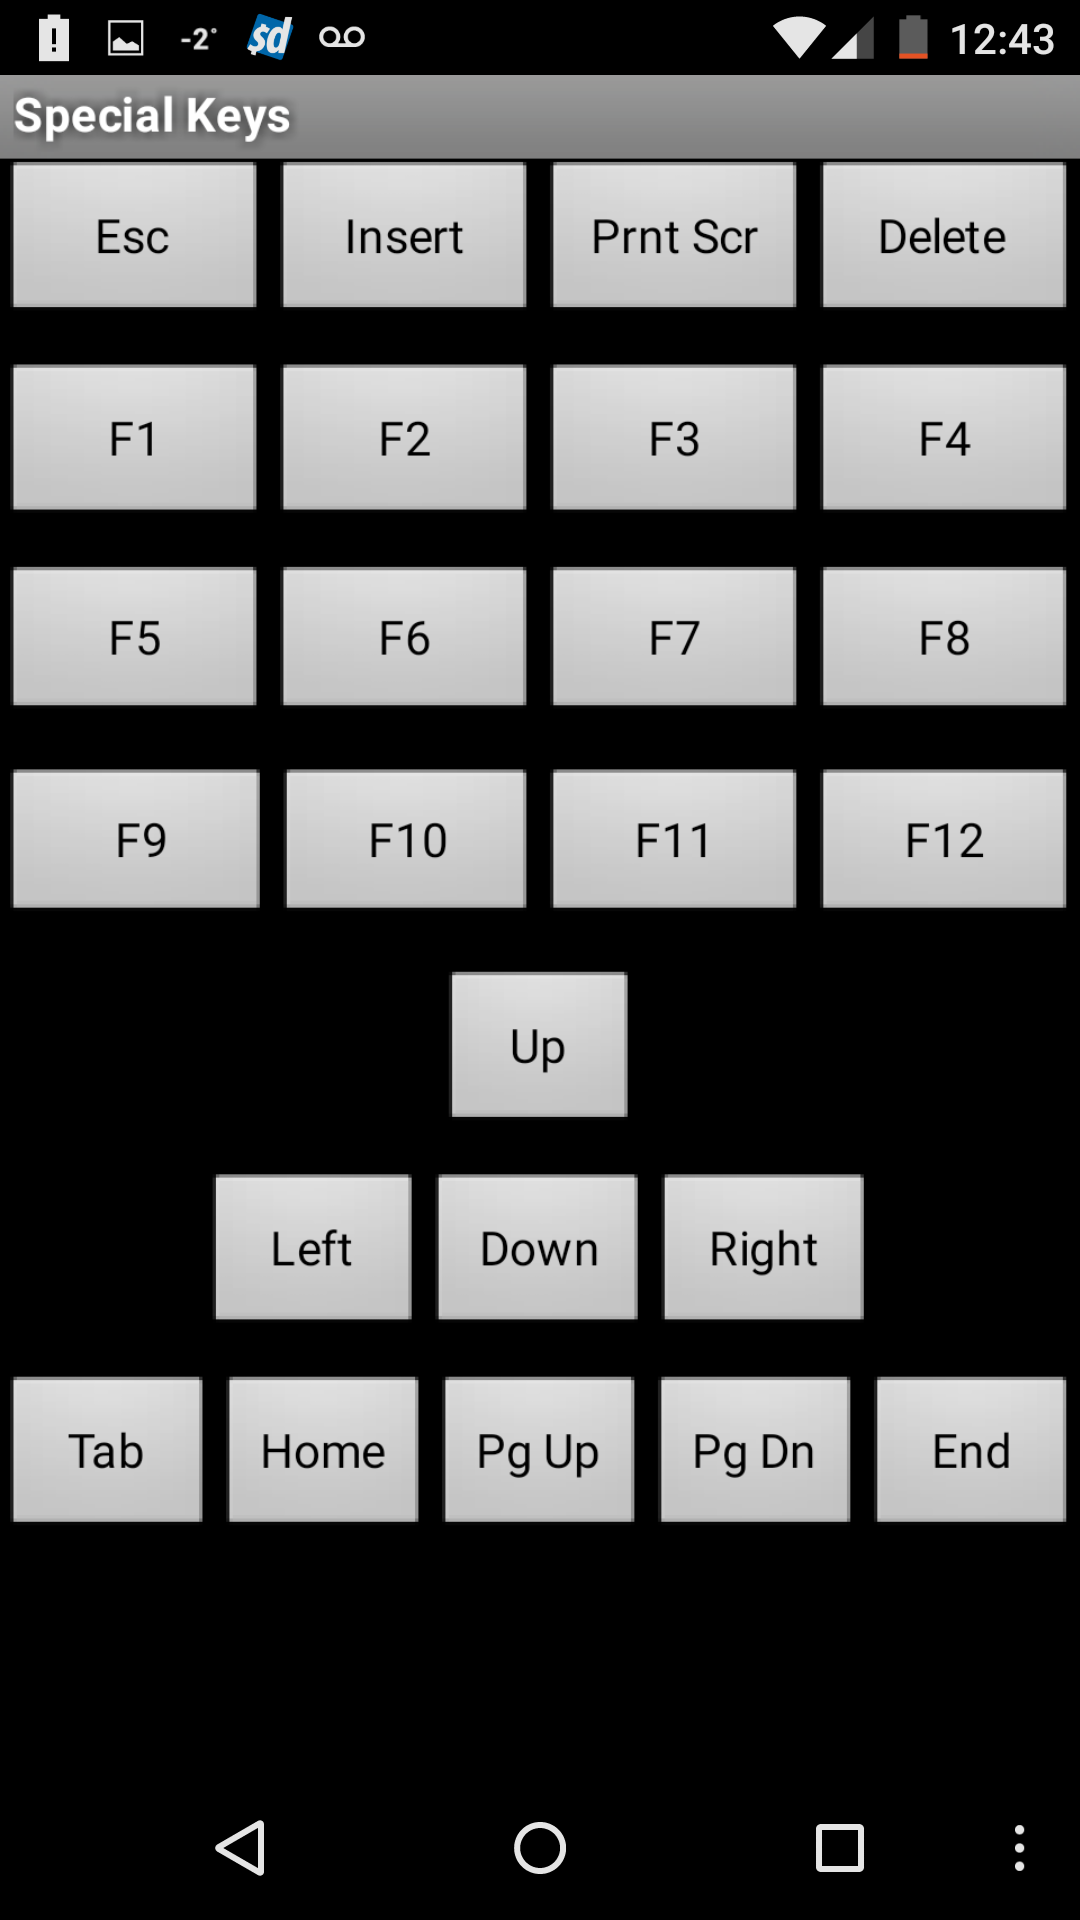 -2° $d 12:43
Special Keys
Esc Insert Prnt Scr Delete
F1 F2 F3 F4
F5 F6 F7 F8
F9 F10 F11 F12
Up
Left Down Right
Tab Home Pg Up Pg Dn End